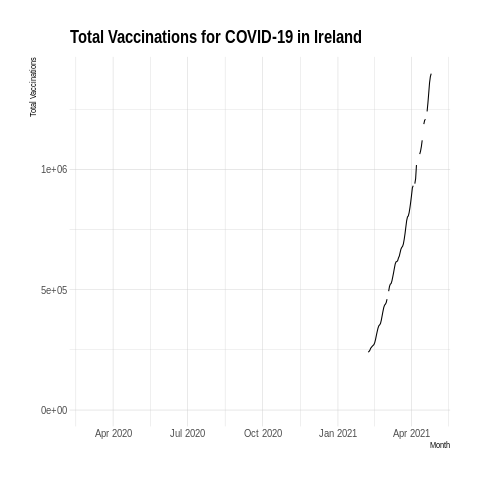 Total Vaccinations for COVID-19 in Ireland
Total Vaccinations
1e+06
5e+05
0e+00
Apr 2020 Jul 2020 Oct 2020 Jan 2021 Apr 2021
Month